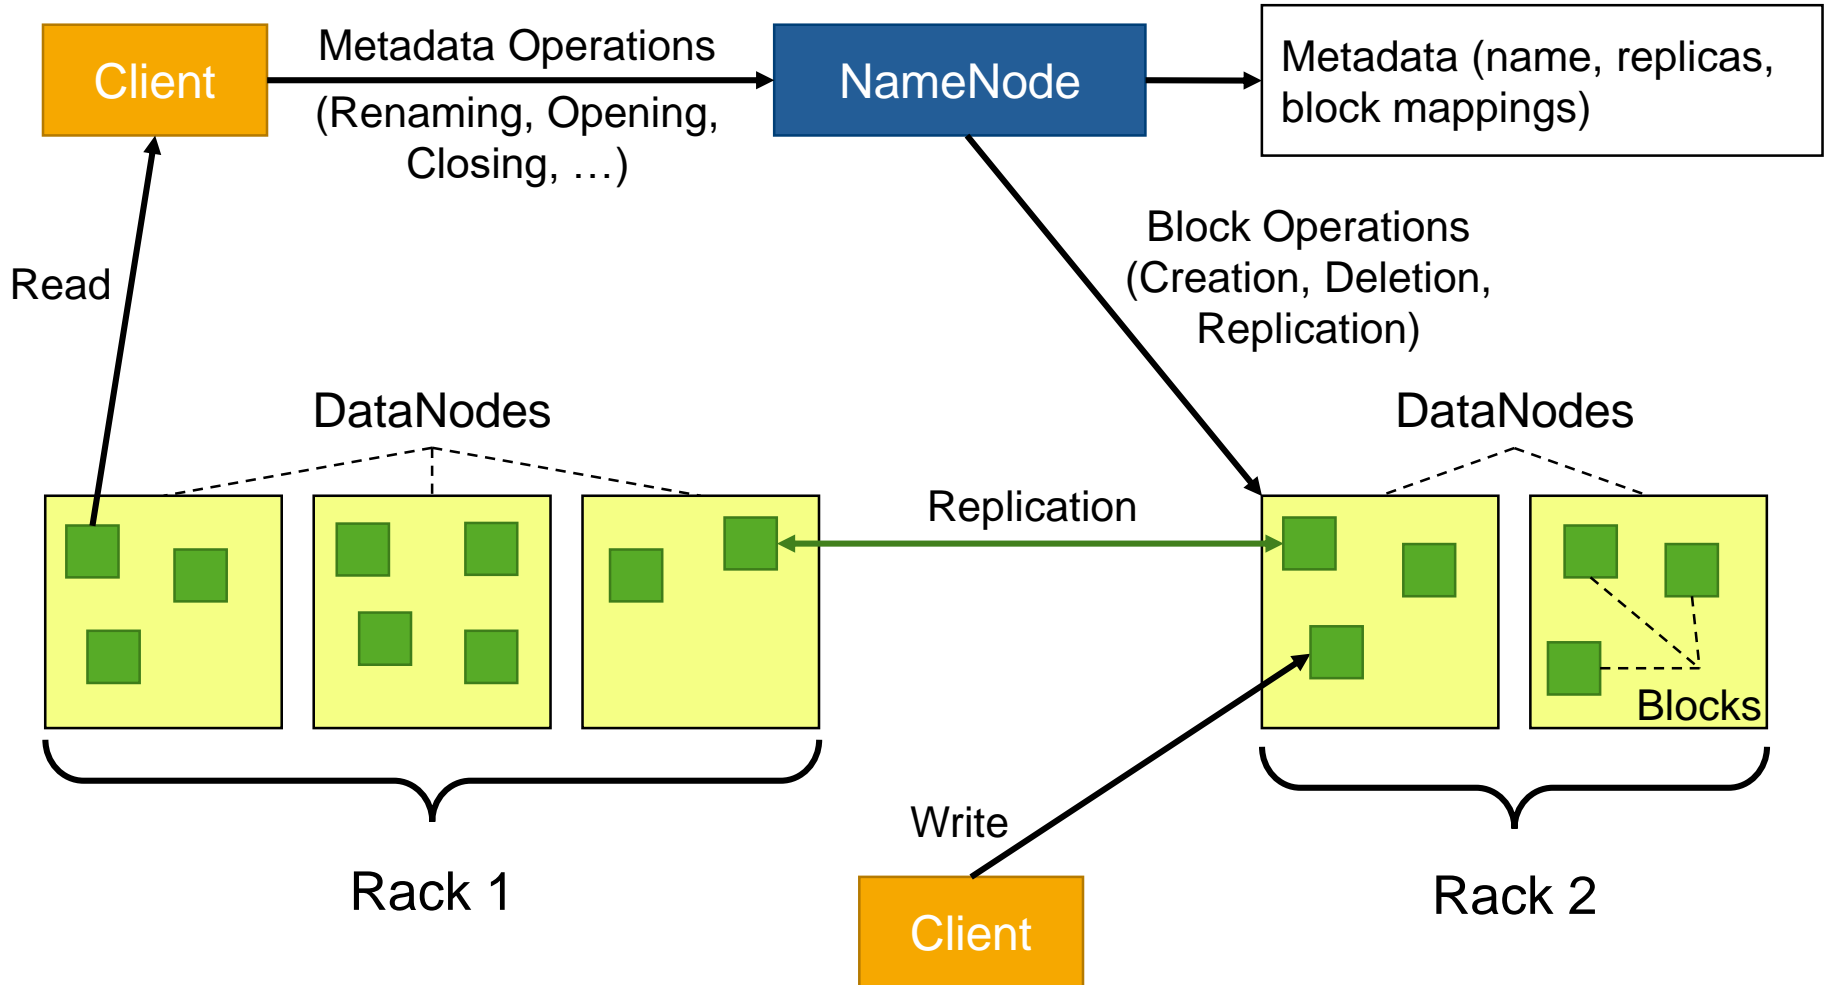 Client
Metadata Operations
(Renaming, Opening,
Closing, …)
NameNode
Metadata (name, replicas,
block mappings)
Read
Block Operations
(Creation, Deletion,
Replication)
DataNodes
DataNodes
Replication
Blocks
Write
Rack 1
Rack 2
Client